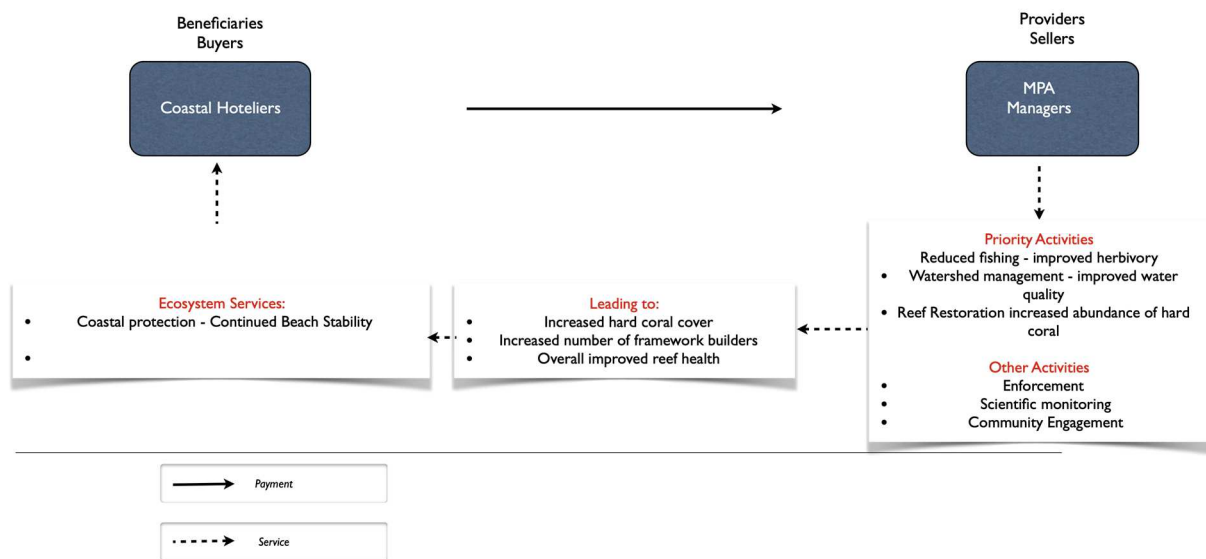 Beneficiaries
Buyers
Providers
Sellers
Coastal Hoteliers
MPA
Managers
Priority Activities
Reduced fishing - improved herbivory
• Watershed management - improved water
quality
• Reef Restoration increased abundance of hard
coral
Other Activities
• Enforcement
• Scientific monitoring
• Community Engagement
Leading to:
• Increased hard coral cover
• Increased number of framework builders
• Overall improved reef health
Ecosystem Services:
• Coastal protection - Continued Beach Stability
•
Payment
Service